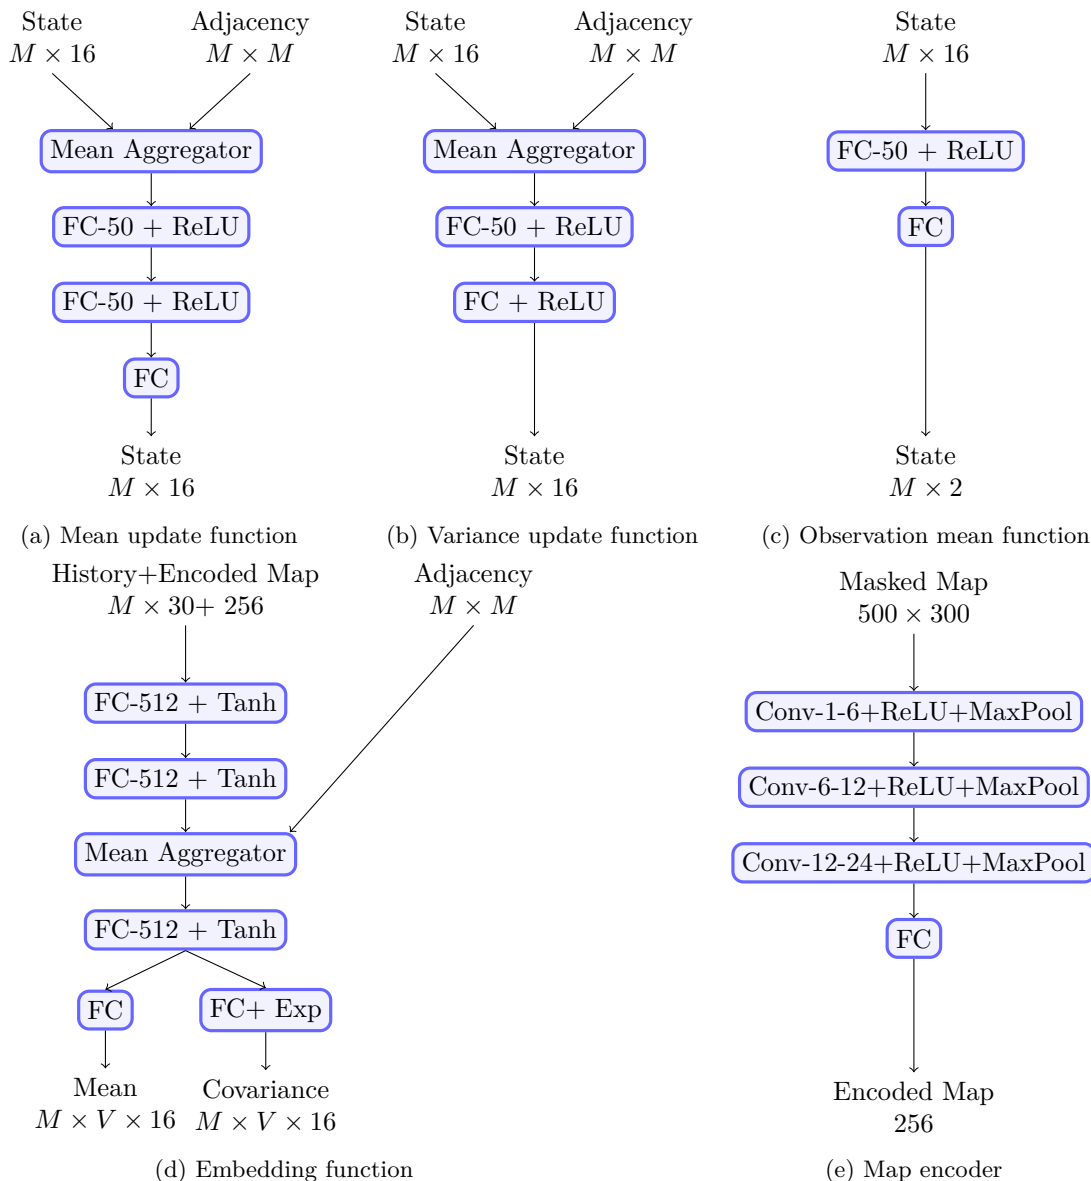 State
M × 16
Adjacency
M × M
Mean Aggregator
FC-50 + ReLU
FC-50 + ReLU
FC
State
M × 16
(a) Mean update function
State
M × 16
Adjacency
M × M
Mean Aggregator
FC-50 + ReLU
FC + ReLU
State
M × 16
(b) Variance update function
State
M × 16
FC-50 + ReLU
FC
State
M × 2
(c) Observation mean function
History+Encoded Map
M × 30+ 256
Adjacency
M × M
FC-512 + Tanh
FC-512 + Tanh
Mean Aggregator
FC-512 + Tanh
FC
FC+ Exp
Mean
M × V × 16
Covariance
M × V × 16
(d) Embedding function
Masked Map
500 × 300
Conv-1-6+ReLU+MaxPool
Conv-6-12+ReLU+MaxPool
Conv-12-24+ReLU+MaxPool
FC
Encoded Map
256
(e) Map encoder